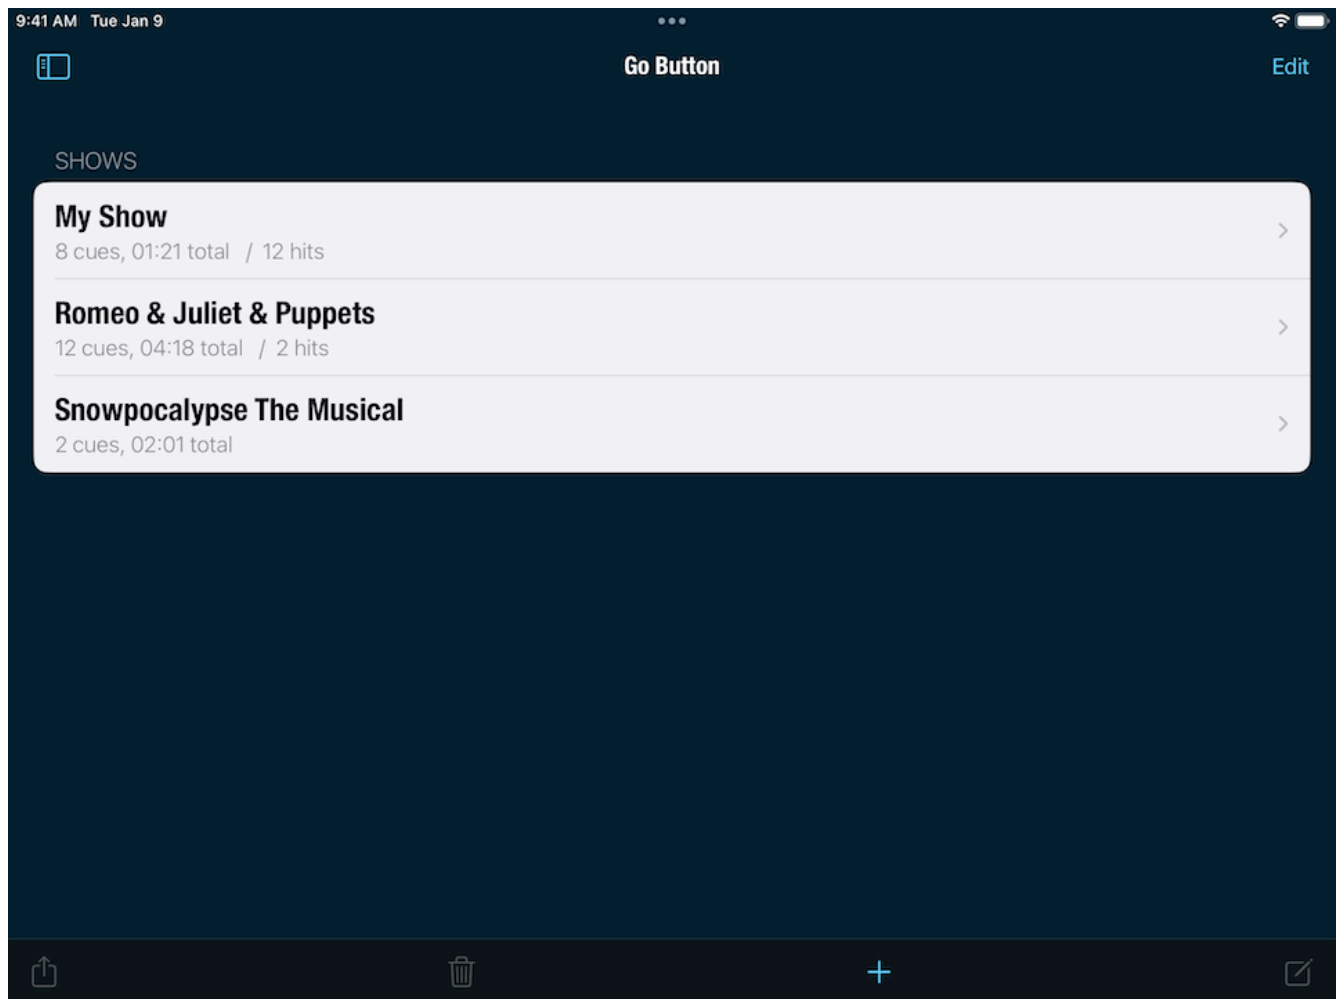 9:41 AM Tue Jan 9
Go Button
Edit
SHOWS
My Show
8 cues, 01:21 total / 12 hits
Romeo & Juliet & Puppets
12 cues, 04:18 total / 2 hits
Snowpocalypse The Musical
2 cues, 02:01 total